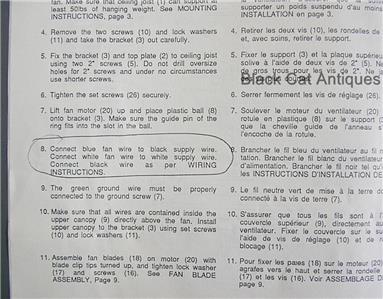 fan. Make sure that ceiling joist (1) can support at
least 50lbs of hanging weight. See MOUNTING
INSTRUCTIONS, page 3.
4. Remove the two screws (10) and lock washers
(11) and take the bracket (3) out carefully.
5. Fix the bracket (3) and top plate (2) to ceiling joist
using two 2" screws (5). Do not drill oversize
holes for 2" screws and under no circumstances
use shorter screws.
6. Tighten the set screws (26) securely.
7. Lift fan motor (20) up and place plastic ball (8)
onto bracket (3). Make sure the guide pin of the
ring fits into the slot in the ball.
8. Connect blue fan wire to black supply wire.
Connect white fan wire to white supply wire.
Connect black wire as per WIRING
INSTRUCTIONS.
9. The green ground wire must be properly
connected to the ground screw (7).
10. Make sure that all wires are contained inside the
upper canopy (9) directly above the fan. Install
upper canopy to the bracket (3) using set screws
(10) and lock washers (11).
11. Assemble fan blades (18) on motor (20) with
blade clip tips turned up, and tighten lock washer
(17) and screws (16). See FAN BLADE
ASSEMBLY, Page 9.
supporter un poids suspendu d'au moins
INSTALLATION en page 3.
4. Retirer les deux vis (10), les rondelles de
et, avec soins, retirer le support.
5. Fixer le support (3) et la plaque supérieur
solive à l'aide de deux vis de 2" (5). Ne
de gros trous pour les vis de 2". Ne
Black Cat Antiques
6. Serrer fermement les vis de réglage (26).
7. Soulever le moteur du ventilateur (20)
rotule en plastique (8) sur le support
que la cheville guide de l'anneau s
l'encoche de la rotule.
8. Brancher le fil bleu du ventilateur au fil n
tation. Brancher le fil blanc du ventilateur
d'alimentation. Brancher le fil noir tel qu'i
les INSTRUCTIONS D'INSTALLATION DE
9. Le fil neutre vert de mise à la terre do
connecté à la vis de terre (7).
10. S'assurer que tous les fils sont à l'
couvercle supérieur (9), directement au
ventilateur. Fixer le couvercle sur le su
l'aide de vis de réglage (10) et de
blocage (11).
11. Pour fixer les pales (18) sur le moteur (20)
agrafes vers le haut et serrer la rondelle
(17) et les vis (16). Voir ASSEMBLAGE D
page 9.